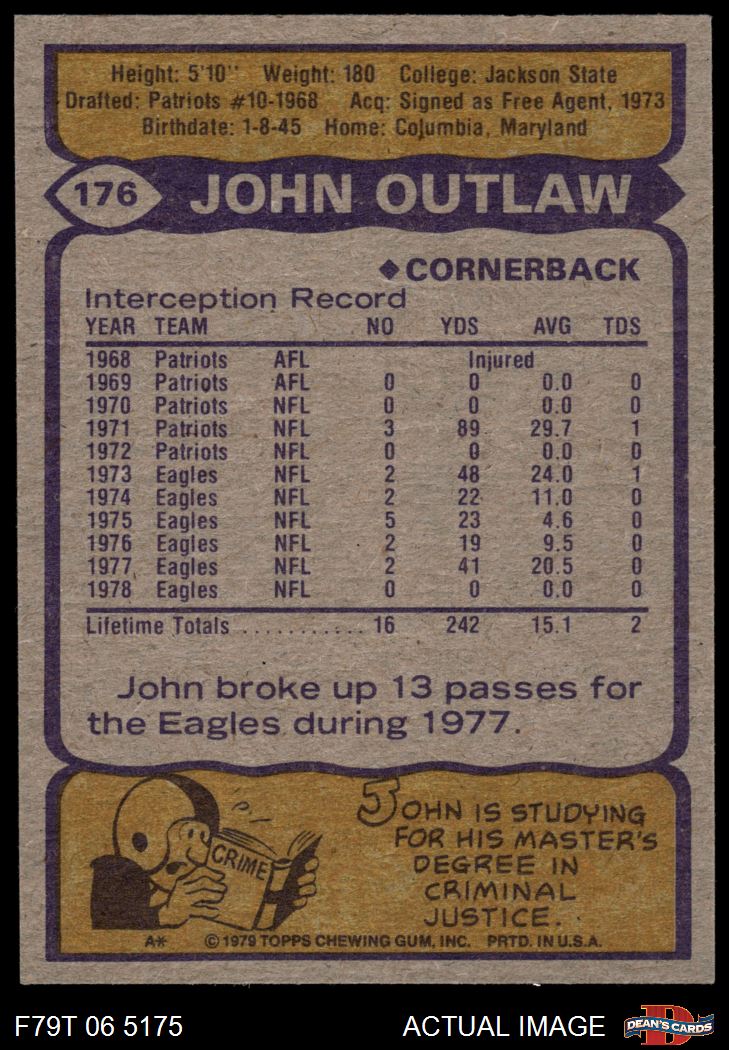 Height: 5'10" Weight: 180 College: Jackson State
Drafted: Patriots #10-1968 Acq: Signed as Free Agent, 1973
Birthdate: 1-8-45 Home: Columbia, Maryland
176 JOHN OUTLAW
◆CORNERBACK
Interception Record
YEAR TEAM NO YDS AVG TDS
1968 Patriots AFL Injured
1969 Patriots AFL 0 0 0.0 0
1970 Patriots NFL 0 0 0.0 0
1971 Patriots NFL 3 89 29.7 1
1972 Patriots NFL 0 0 0.0 0
1973 Eagles NFL 2 48 24.0 1
1974 Eagles NFL 2 22 11.0 0
1975 Eagles NFL 5 23 4.6 0
1976 Eagles NFL 2 19 9.5 0
1977 Eagles NFL 2 41 20.5 0
1978 Eagles NFL 0 0 0.0 0
Lifetime Totals ........... 16 242 15.1 2
John broke up 13 passes for
the Eagles during 1977.
CRIME
JOHN IS STUDYING
FOR HIS MASTER'S
DEGREE IN
CRIMINAL
JUSTICE.
A* © 1979 TOPPS CHEWING GUM, INC. PRTD. IN U.S.A.
F79T 06 5175 ACTUAL IMAGE D DEAN'S CARDS